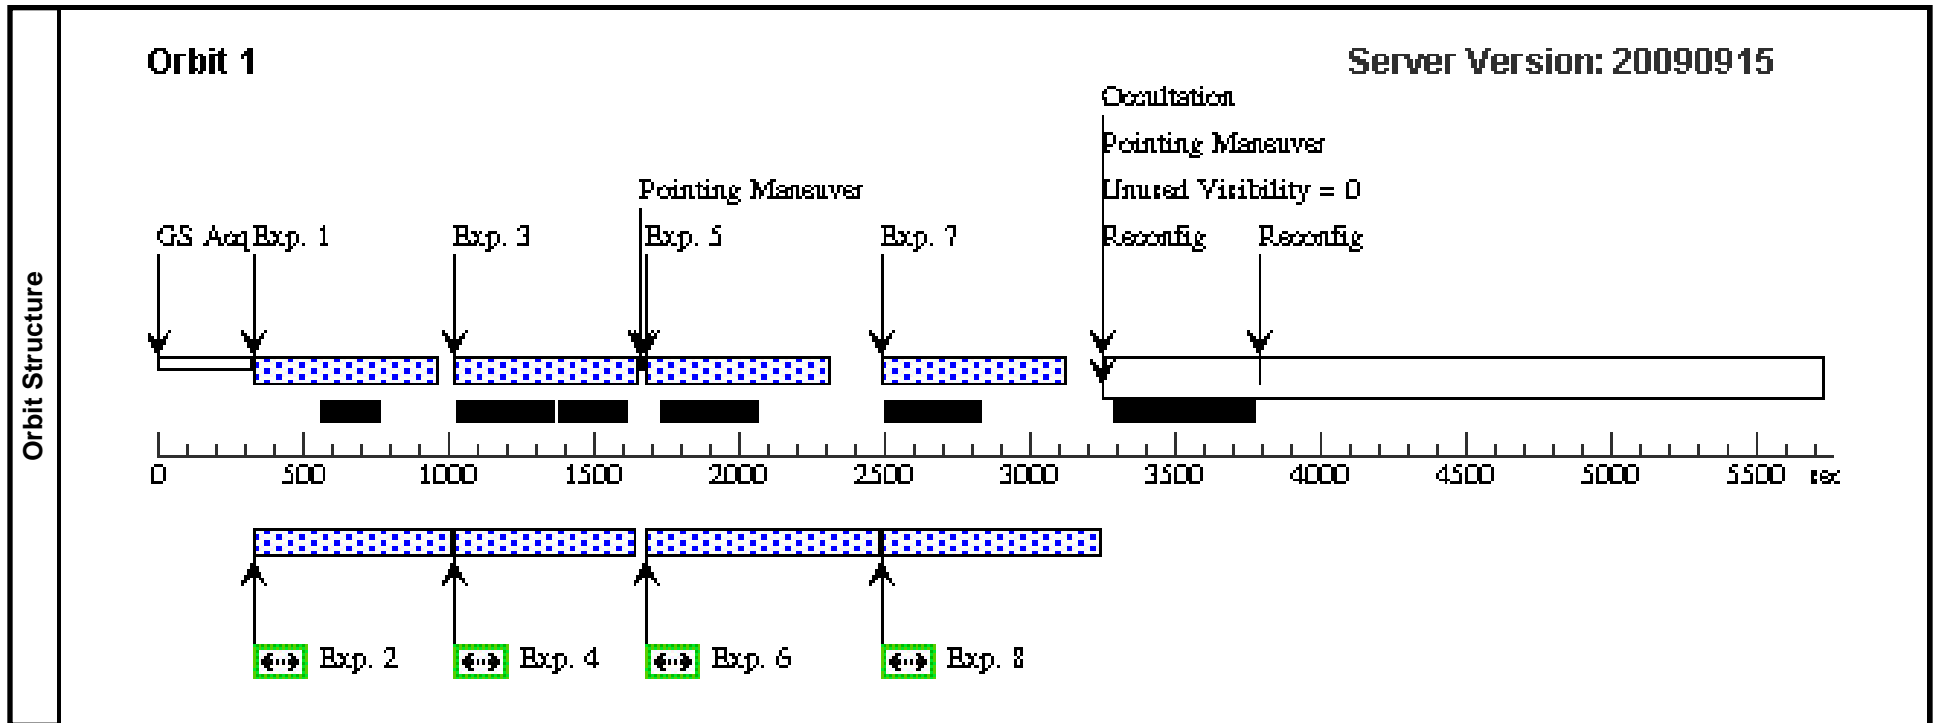 Orbit Structure
Orbit 1
Server Version: 20090915
Occultation
Pointing Maneuver
Pointing Maneuver
Unused Visibility = 0
GS Acq
Exp. 1
Exp. 3
Exp. 5
Exp. 7
Reconfig
Reconfig
0
500
1000
1500
2000
2500
3000
3500
4000
4500
5000
5500
sec
Exp. 2
Exp. 4
Exp. 6
Exp. 8